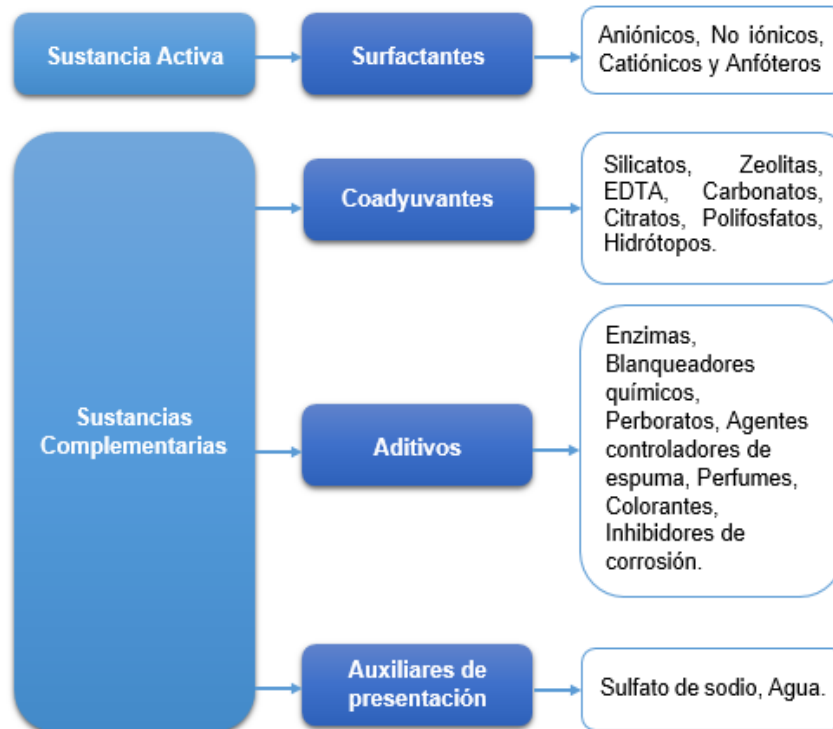 Sustancia Activa
Surfactantes
Aniónicos, No iónicos,
Catiónicos y Anfóteros
Sustancias
Complementarias
Coadyuvantes
Silicatos, Zeolitas,
EDTA, Carbonatos,
Citratos, Polifosfatos,
Hidrótopos.
Aditivos
Enzimas,
Blanqueadores
químicos,
Perboratos, Agentes
controladores de
espuma, Perfumes,
Colorantes,
Inhibidores de
corrosión.
Auxiliares de
presentación
Sulfato de sodio, Agua.